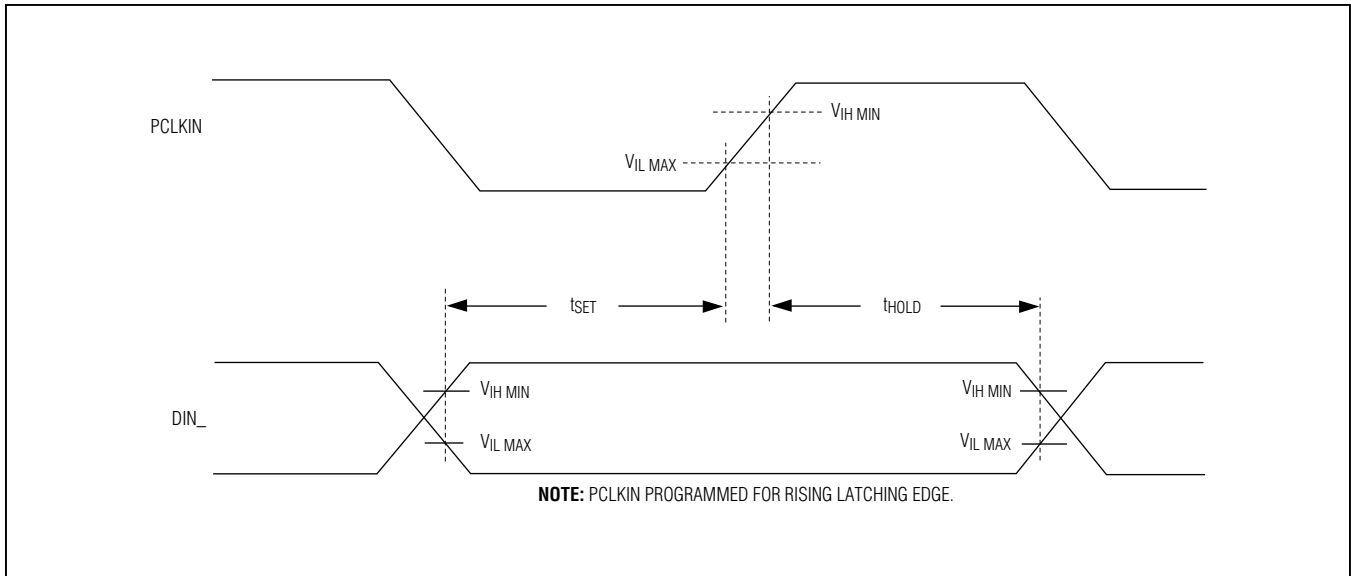 PCLKIN
VIH MIN
VIL MAX
tSET
tHOLD
DIN_
VIH MIN
VIH MIN
VIL MAX
VIL MAX
NOTE: PCLKIN PROGRAMMED FOR RISING LATCHING EDGE.